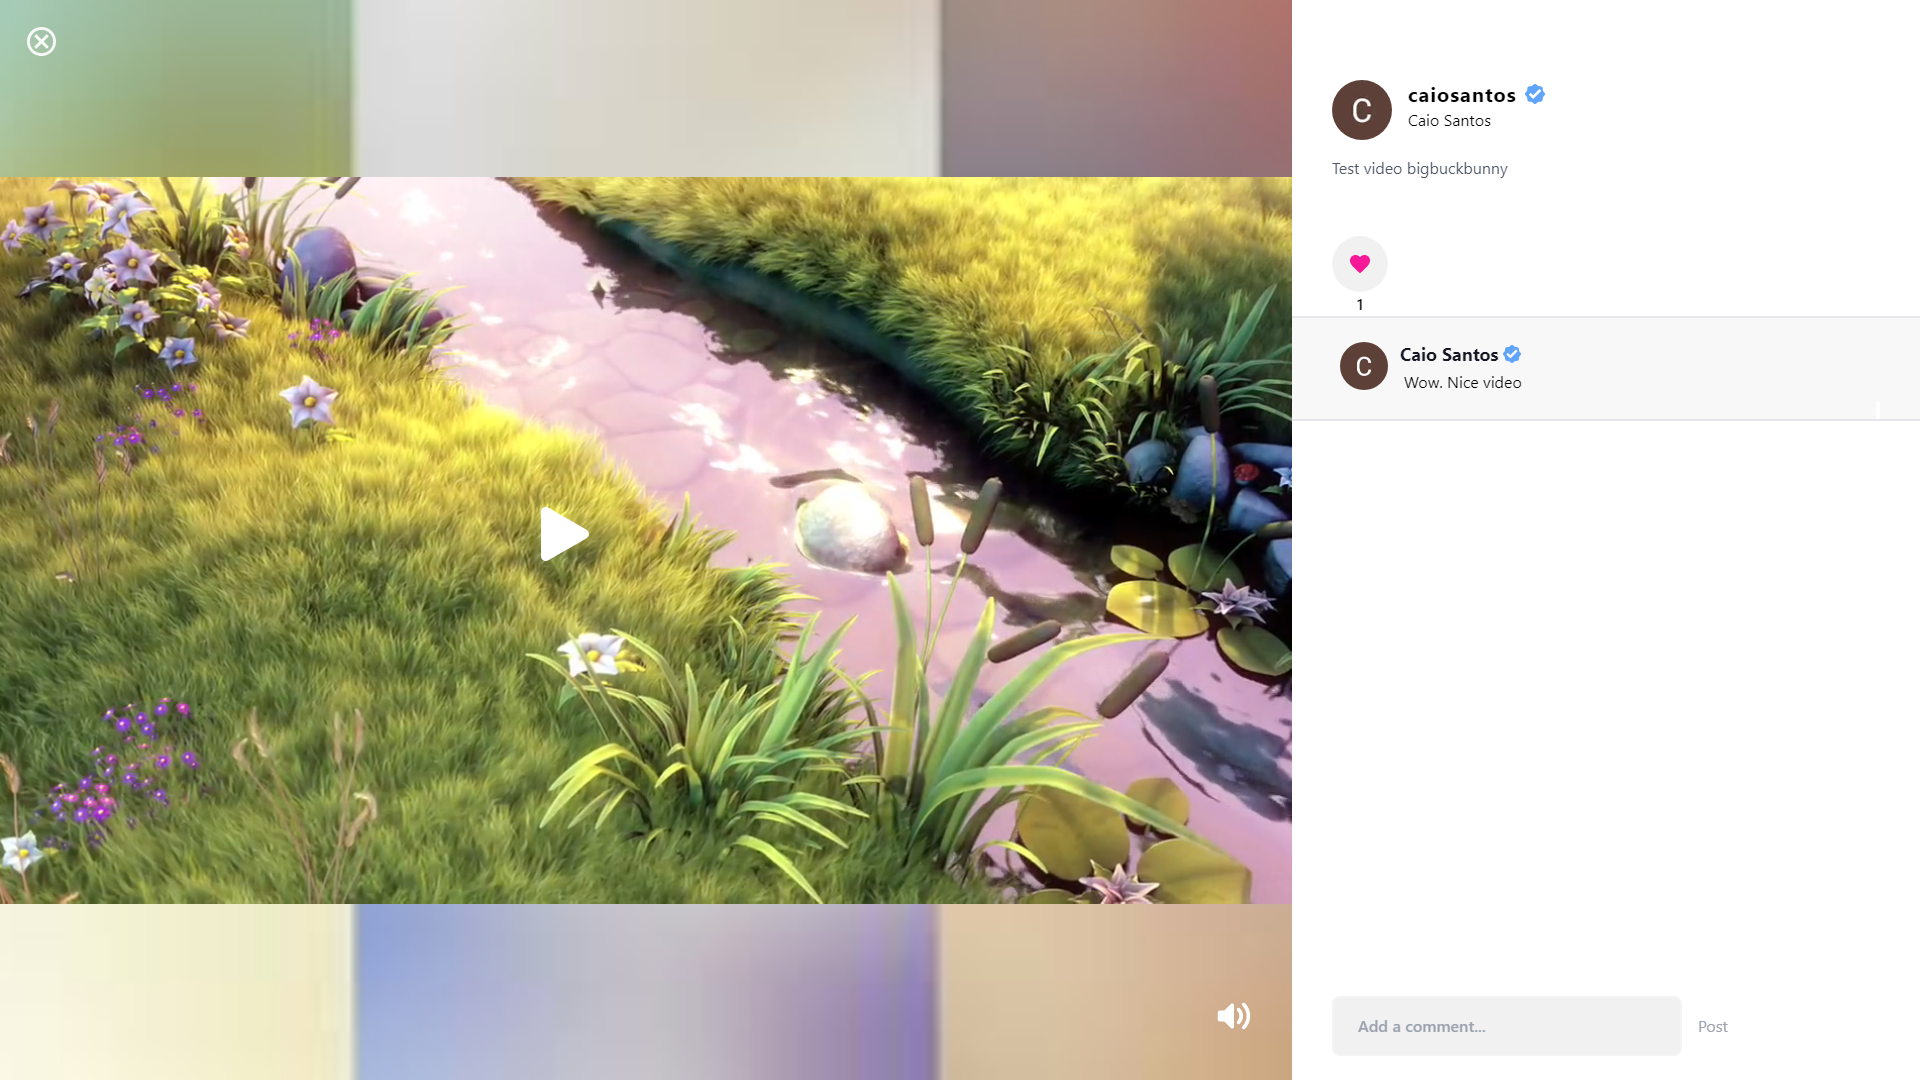 C
caiosantos
Caio Santos
Test video bigbuckbunny
1
C
Caio Santos
Wow. Nice video
Add a comment...
Post